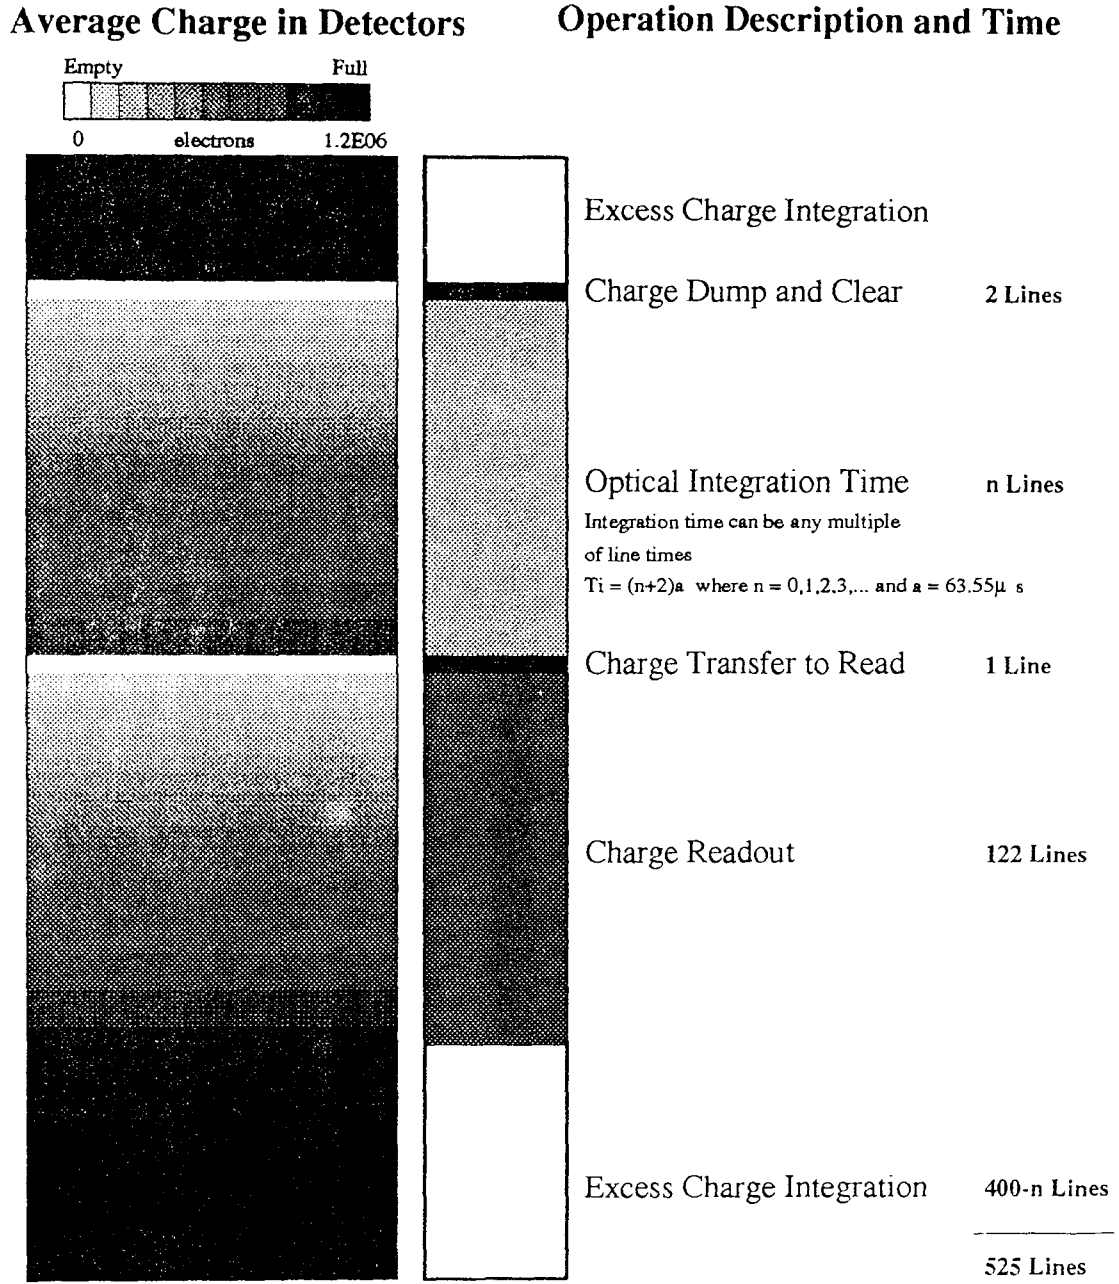 Average Charge in Detectors
Operation Description and Time
Empty Full
0 electrons 1.2E06
Excess Charge Integration
Charge Dump and Clear 2 Lines
Optical Integration Time n Lines
Integration time can be any multiple
of line times
Ti = (n+2)a where n = 0,1,2,3,... and a = 63.55μ s
Charge Transfer to Read 1 Line
Charge Readout 122 Lines
Excess Charge Integration 400-n Lines
525 Lines